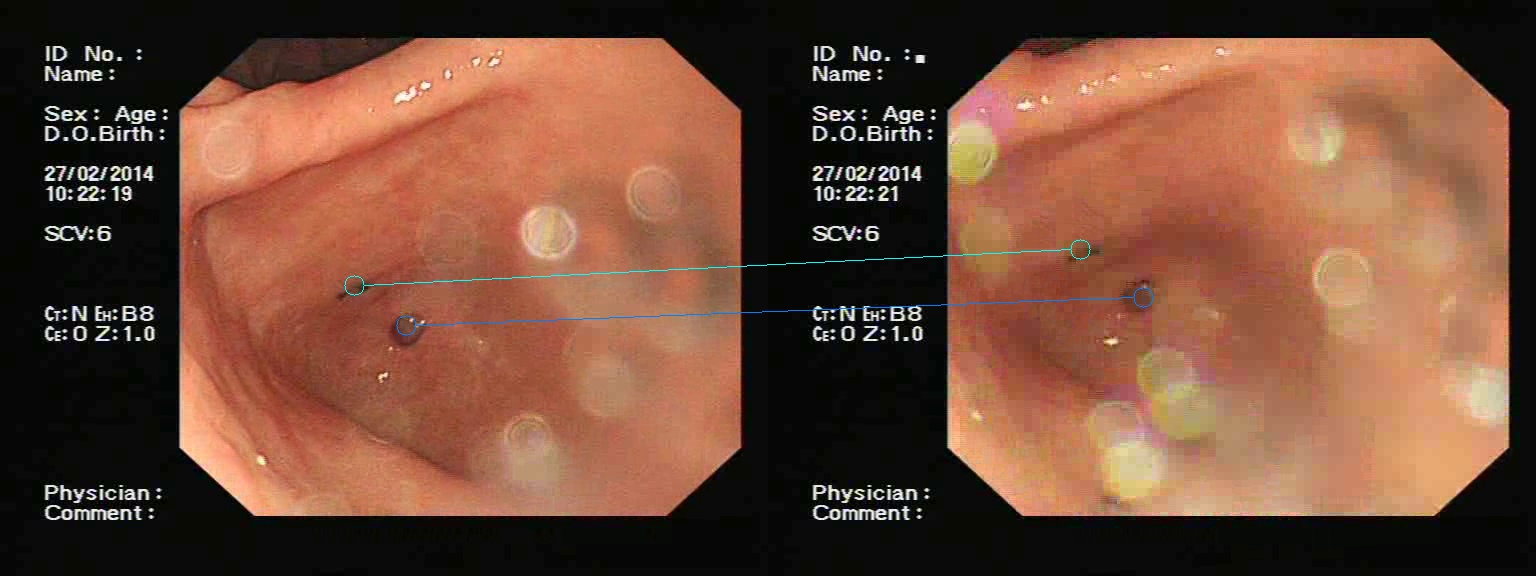 ID No. :
Name:
Sex: Age:
D.O.Birth:
27/02/2014
10:22:19
SCV:6
CT:N EH:B8
CE:0 Z:1.0
Physician:
Comment:
ID No. :
Name:
Sex: Age:
D.O.Birth:
27/02/2014
10:22:21
SCV:6
CT:N EH:B8
CE:0 Z:1.0
Physician:
Comment: